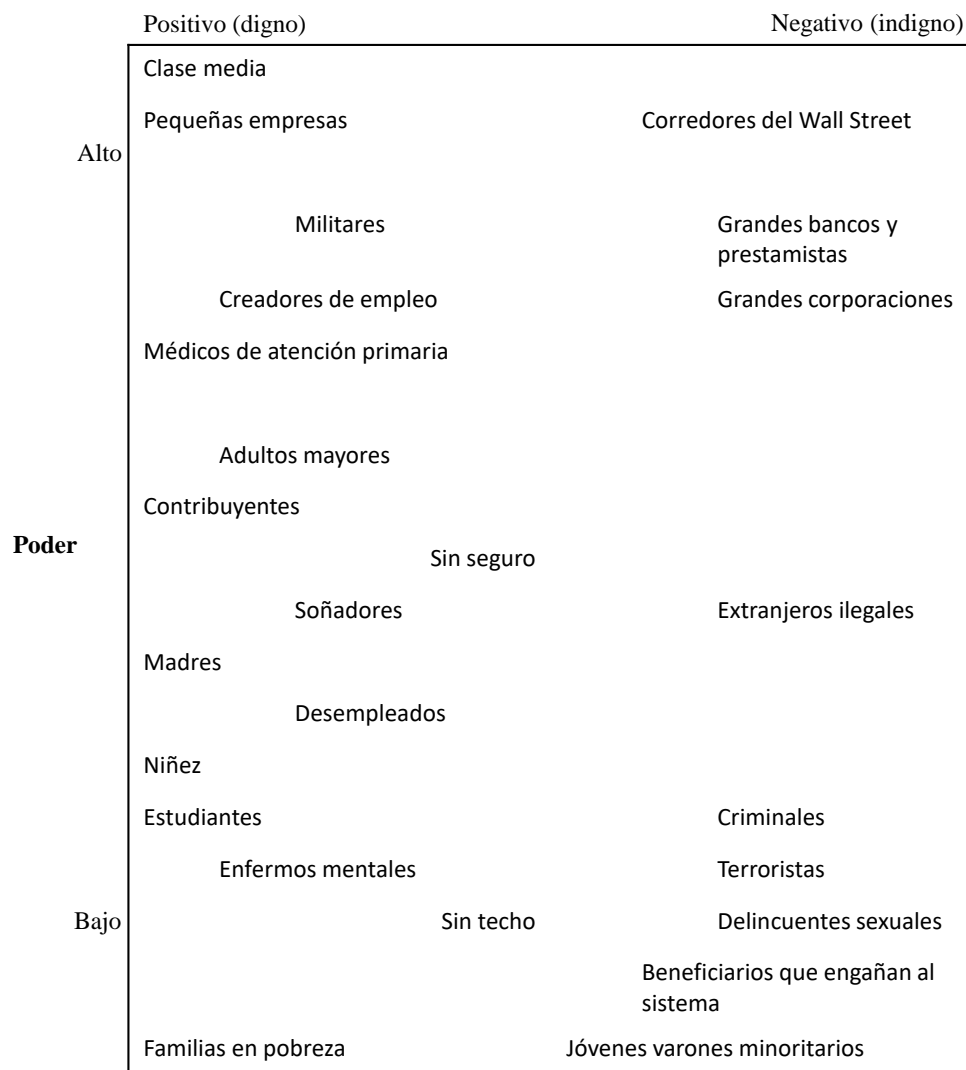 Positivo (digno) Negativo (indigno)
Clase media
Pequeñas empresas Corredores del Wall Street
Alto
Militares Grandes bancos y
prestamistas
Creadores de empleo Grandes corporaciones
Médicos de atención primaria
Adultos mayores
Contribuyentes
Poder
Sin seguro
Soñadores Extranjeros ilegales
Madres
Desempleados
Niñez
Estudiantes Criminales
Enfermos mentales Terroristas
Bajo Sin techo Delincuentes sexuales
Beneficiarios que engañan al
sistema
Familias en pobreza Jóvenes varones minoritarios